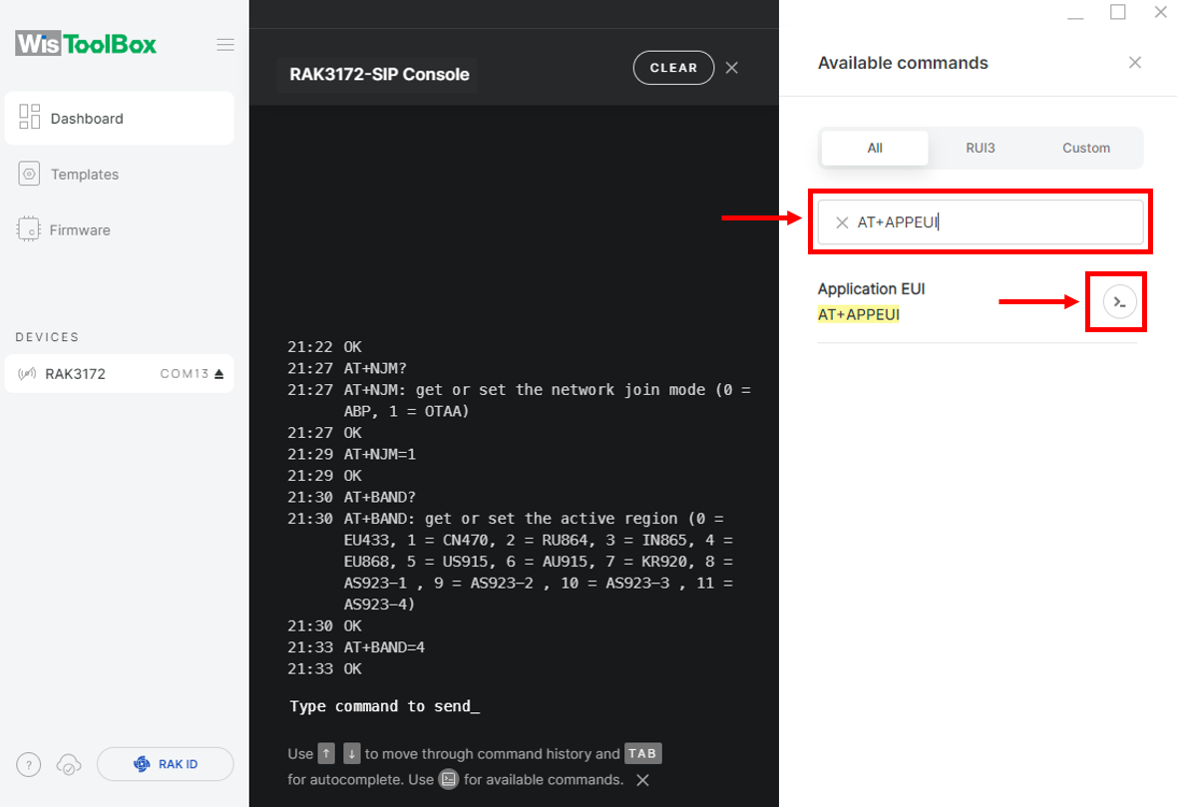 WisToolBox
Dashboard
Templates
Firmware
DEVICES
RAK3172 COM13
?
RAK ID
RAK3172-SIP Console
CLEAR
21:22 OK
21:27 AT+NJM?
21:27 AT+NJM: get or set the network join mode (0 =
ABP, 1 = OTAA)
21:27 OK
21:29 AT+NJM=1
21:29 OK
21:30 AT+BAND?
21:30 AT+BAND: get or set the active region (0 =
EU433, 1 = CN470, 2 = RU864, 3 = IN865, 4 =
EU868, 5 = US915, 6 = AU915, 7 = KR920, 8 =
AS923-1 , 9 = AS923-2 , 10 = AS923-3 , 11 =
AS923-4)
21:30 OK
21:33 AT+BAND=4
21:33 OK
Type command to send_
Use ↑ ↓ to move through command history and TAB
for autocomplete. Use for available commands.
Available commands
All RUI3 Custom
AT+APPEUI
Application EUI
AT+APPEUI